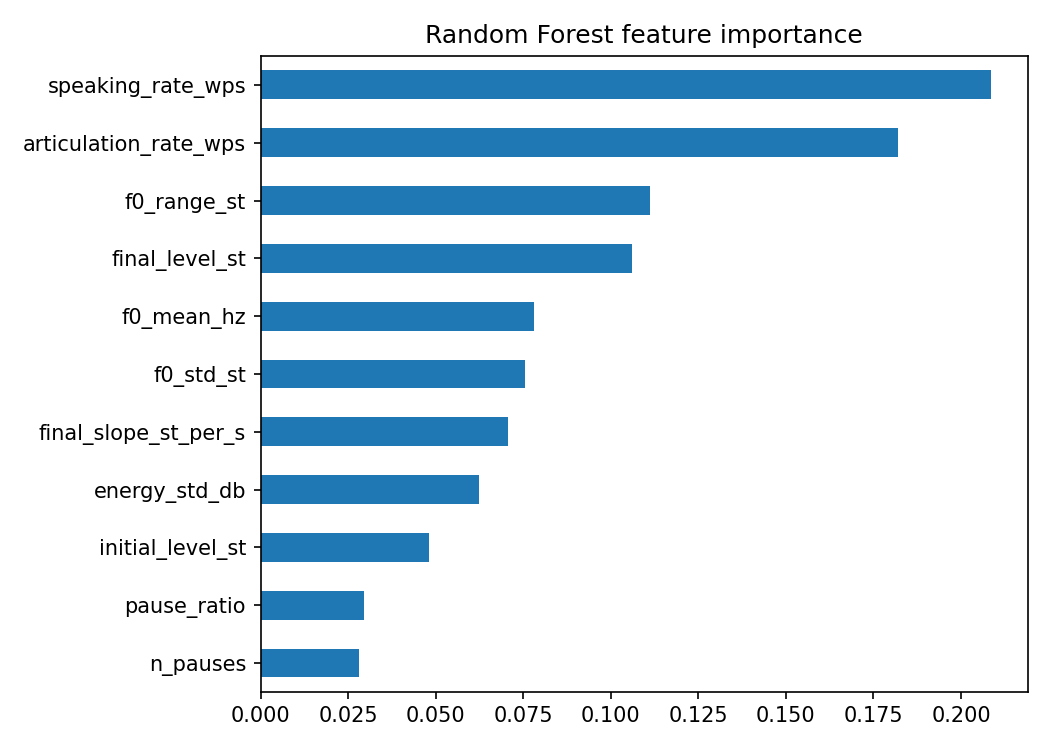 Random Forest feature importance
speaking_rate_wps
articulation_rate_wps
f0_range_st
final_level_st
f0_mean_hz
f0_std_st
final_slope_st_per_s
energy_std_db
initial_level_st
pause_ratio
n_pauses
0.000 0.025 0.050 0.075 0.100 0.125 0.150 0.175 0.200